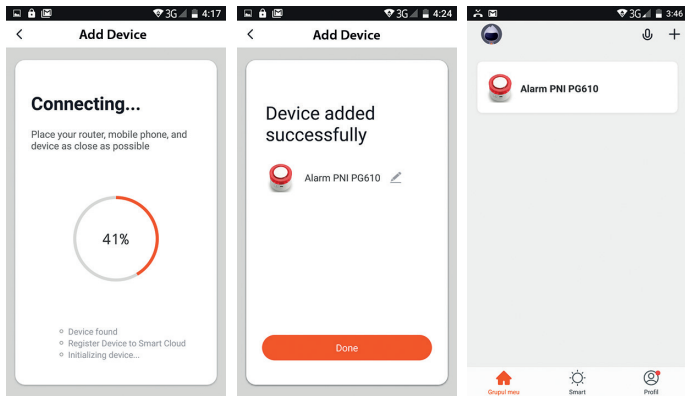 3G 4:17
Add Device
Connecting...
Place your router, mobile phone, and
device as close as possible
41%
Device found
Register Device to Smart Cloud
Initializing device...
3G 4:24
Add Device
Device added
successfully
Alarm PNI PG610
Done
3G 3:46
Alarm PNI PG610
Grupul meu
Smart
Profil